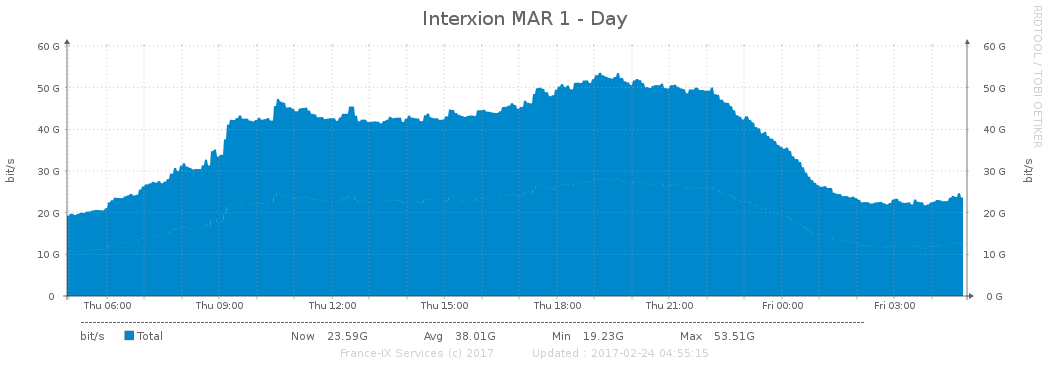 Interxion MAR 1 - Day
RRDTOOL / TOBI OETIKER
60 G 60 G
50 G 50 G
40 G 40 G
30 G 30 G
20 G 20 G
10 G 10 G
0 0 G
bit/s
bit/s
Thu 06:00 Thu 09:00 Thu 12:00 Thu 15:00 Thu 18:00 Thu 21:00 Fri 00:00 Fri 03:00
bit/s Total Now 23.59G Avg 38.01G Min 19.23G Max 53.51G
France-IX Services (c) 2017 Updated : 2017-02-24 04:55:15